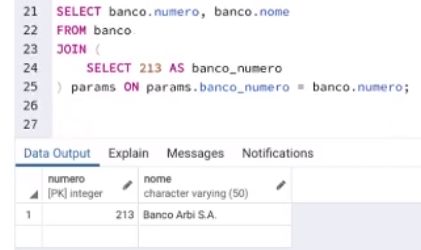 21 SELECT banco.numero, banco.nome
22 FROM banco
23 JOIN (
24 SELECT 213 AS banco_numero
25 ) params ON params.banco_numero = banco.numero;
26
27
Data Output Explain Messages Notifications
numero nome
[PK] integer character varying (50)
1 213 Banco Arbi S.A.